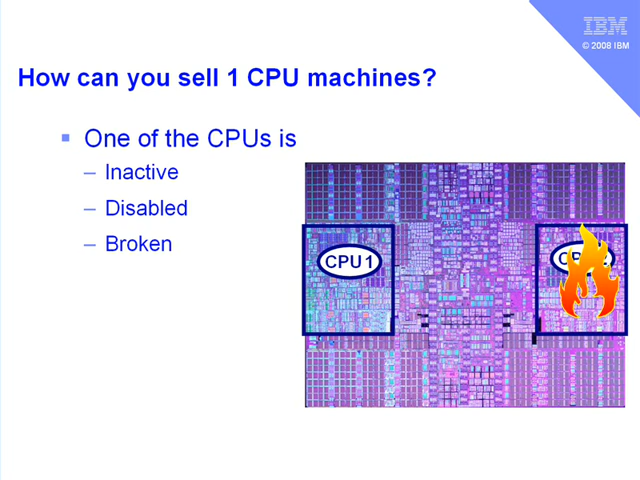 IBM
© 2008 IBM
How can you sell 1 CPU machines?
One of the CPUs is
– Inactive
– Disabled
– Broken
CPU 1